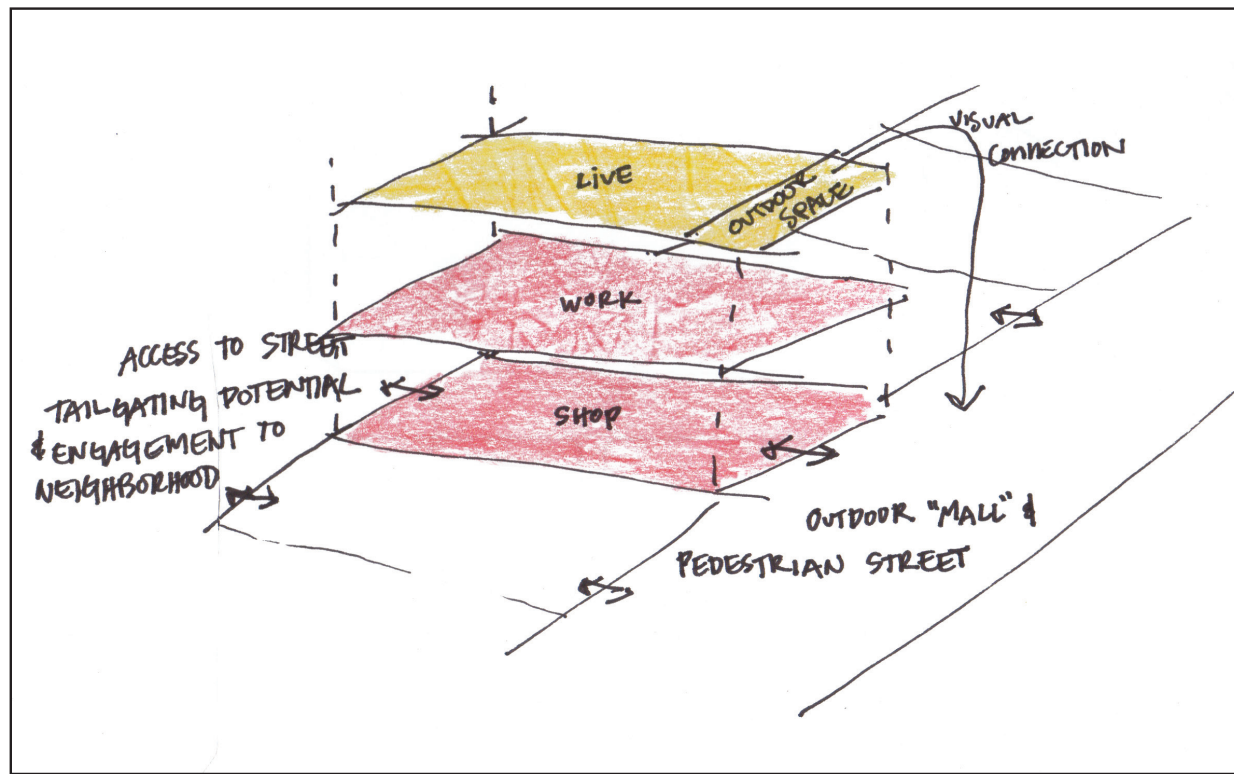 LIVE
OUTDOOR
SPACE
VISUAL
CONNECTION
WORK
SHOP
ACCESS TO STREET
TAILGATING POTENTIAL
& ENGAGEMENT TO
NEIGHBORHOOD
OUTDOOR "MALL" &
PEDESTRIAN STREET